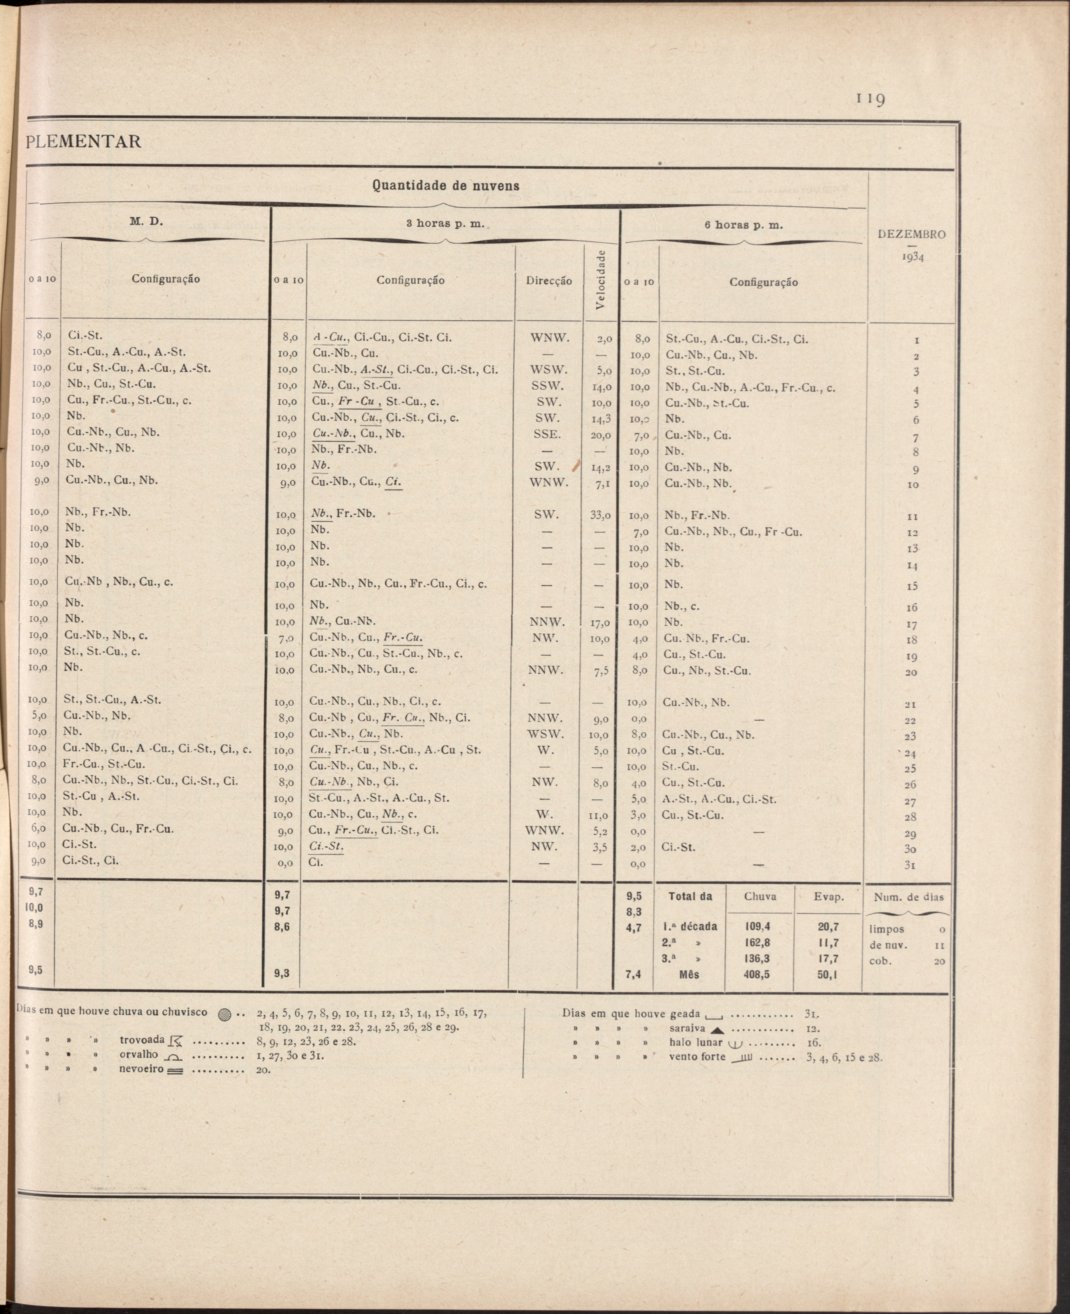 119
PLEMENTAR
Quantidade de nuvens
M. D. 3 horas p. m. 6 horas p. m. DEZEMBRO
—
1934
0 a 10 Configuração 0 a 10 Configuração Direcção Velocidade 0 a 10 Configuração
8,0 Ci.-St. 8,0 A -Cu., Ci.-Cu., Ci.-St. Ci. WNW. 2,0 8,0 St.-Cu., A.-Cu., Ci.-St., Ci. 1
10,0 St.-Cu., A.-Cu., A.-St. 10,0 Cu.-Nb., Cu. — — 10,0 Cu.-Nb., Cu., Nb. 2
10,0 Cu , St.-Cu., A.-Cu., A.-St. 10,0 Cu.-Nb., A.-St., Ci.-Cu., Ci.-St., Ci. WSW. 5,0 10,0 St., St.-Cu. 3
10,0 Nb., Cu., St.-Cu. 10,0 Nb., Cu., St.-Cu. SSW. 14,0 10,0 Nb., Cu.-Nb., A.-Cu., Fr.-Cu., c. 4
10,0 Cu., Fr.-Cu., St.-Cu., c. 10,0 Cu., Fr -Cu , St.-Cu., c. SW. 10,0 10,0 Cu.-Nb., St.-Cu. 5
10,0 Nb. 10,0 Cu.-Nb., Cu., Ci.-St., Ci., c. SW. 14,3 10,0 Nb. 6
10,0 Cu.-Nb., Cu., Nb. 10,0 Cu.-Nb., Cu., Nb. SSE. 20,0 7,0 Cu.-Nb., Cu. 7
10,0 Cu.-Nb., Nb. 10,0 Nb., Fr.-Nb. — — 10,0 Nb. 8
10,0 Nb. 10,0 Nb. SW. 14,2 10,0 Cu.-Nb., Nb. 9
9,0 Cu.-Nb., Cu., Nb. 9,0 Cu.-Nb., Cu., Ci. WNW. 7,1 10,0 Cu.-Nb., Nb. 10
10,0 Nb., Fr.-Nb. 10,0 Nb., Fr.-Nb. SW. 33,0 10,0 Nb., Fr.-Nb. 11
10,0 Nb. 10,0 Nb. — — 7,0 Cu.-Nb., Nb., Cu., Fr -Cu. 12
10,0 Nb. 10,0 Nb. — — 10,0 Nb. 13
10,0 Nb. 10,0 Nb. — — 10,0 Nb. 14
10,0 Cu.-Nb , Nb., Cu., c. 10,0 Cu.-Nb., Nb., Cu., Fr.-Cu., Ci., c. — — 10,0 Nb. 15
10,0 Nb. 10,0 Nb. — — 10,0 Nb., c. 16
10,0 Nb. 10,0 Nb., Cu.-Nb. NNW. 17,0 10,0 Nb. 17
10,0 Cu.-Nb., Nb., c. 7,0 Cu.-Nb., Cu., Fr.-Cu. NW. 10,0 4,0 Cu. Nb., Fr.-Cu. 18
10,0 St., St.-Cu., c. 10,0 Cu.-Nb., Cu., St.-Cu., Nb., c. — — 4,0 Cu., St.-Cu. 19
10,0 Nb. 10,0 Cu.-Nb., Nb., Cu., c. NNW. 7,5 8,0 Cu., Nb., St.-Cu. 20
10,0 St., St.-Cu., A.-St. 10,0 Cu.-Nb., Cu., Nb., Ci., c. — — 10,0 Cu.-Nb., Nb. 21
5,0 Cu.-Nb., Nb. 8,0 Cu.-Nb , Cu., Fr. Cu., Nb., Ci. NNW. 9,0 0,0 — 22
10,0 Nb. 10,0 Cu.-Nb., Cu., Nb. WSW. 10,0 8,0 Cu.-Nb., Cu., Nb. 23
10,0 Cu.-Nb., Cu., A -Cu., Ci.-St., Ci., c. 10,0 Cu., Fr.-Cu , St.-Cu., A.-Cu , St. W. 5,0 10,0 Cu , St.-Cu. 24
10,0 Fr.-Cu., St.-Cu. 10,0 Cu.-Nb., Cu., Nb., c. — — 10,0 St.-Cu. 25
8,0 Cu.-Nb., Nb., St.-Cu., Ci.-St., Ci. 8,0 Cu.-Nb., Nb., Ci. NW. 8,0 4,0 Cu., St.-Cu. 26
10,0 St.-Cu , A.-St. 10,0 St.-Cu., A.-St., A.-Cu., St. — — 5,0 A.-St., A.-Cu., Ci.-St. 27
10,0 Nb. 10,0 Cu.-Nb., Cu., Nb., c. W. 11,0 3,0 Cu., St.-Cu. 28
6,0 Cu.-Nb., Cu., Fr.-Cu. 9,0 Cu., Fr.-Cu., Ci.-St., Ci. WNW. 5,2 0,0 — 29
10,0 Ci.-St. 10,0 Ci.-St. NW. 3,5 2,0 Ci.-St. 30
9,0 Ci.-St., Ci. 0,0 Ci. — — 0,0 — 31
9,7 9,7 9,5 Total da Chuva Evap. Num. de dias
10,0 9,7 8,3
8,9 8,6 4,7 1.ª década 109,4 20,7 limpos 0
2.ª » 162,8 11,7 de nuv. 11
3.ª » 136,3 17,7 cob. 20
9,5 9,3 7,4 Mês 408,5 50,1
Dias em que houve chuva ou chuvisco .. 2, 4, 5, 6, 7, 8, 9, 10, 11, 12, 13, 14, 15, 16, 17,
18, 19, 20, 21, 22. 23, 24, 25, 26, 28 e 29.
» » » » trovoada .......... 8, 9, 12, 23, 26 e 28.
» » » » orvalho .......... 1, 27, 30 e 31.
» » » » nevoeiro .......... 20.
Dias em que houve geada ............ 31.
» » » » saraiva ............ 12.
» » » » halo lunar ......... 16.
» » » » vento forte ....... 3, 4, 6, 15 e 28.